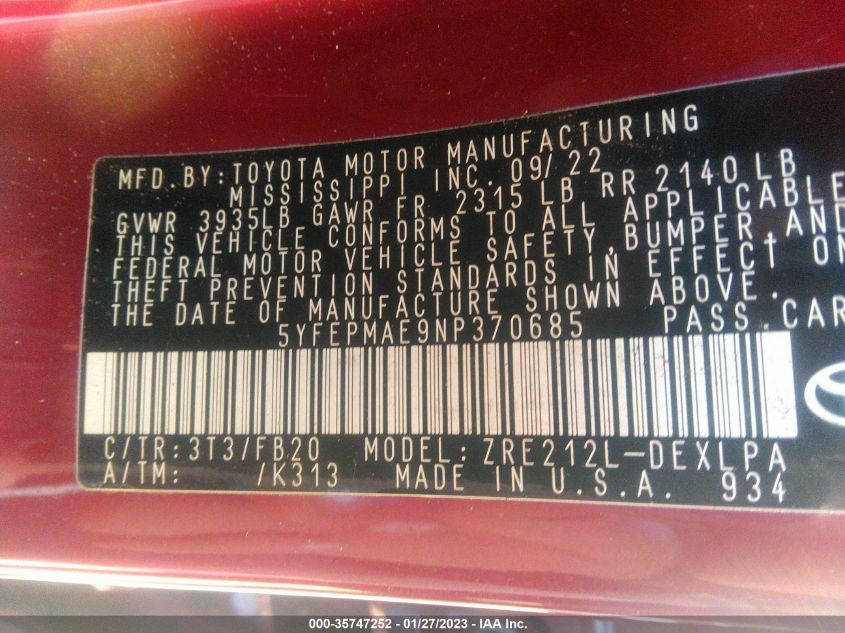 MFD.BY:TOYOTA MOTOR MANUFACTURING
MISSISSIPPI INC. 09/22
GVWR 3935LB GAWR FR 2315 LB RR 2140LB
THIS VEHICLE CONFORMS TO ALL APPLICABLE
FEDERAL MOTOR VEHICLE SAFETY,BUMPER,AND
THEFT PREVENTION STANDARDS IN EFFECT ON
THE DATE OF MANUFACTURE SHOWN ABOVE.
5YFEPMAE9NP370685 PASS.CAR
C/TR:3T3/FB20 MODEL:ZRE212L-DEXLPA
A/TM: /K313 MADE IN U.S.A. 934
000-35747252 - 01/27/2023 - IAA Inc.